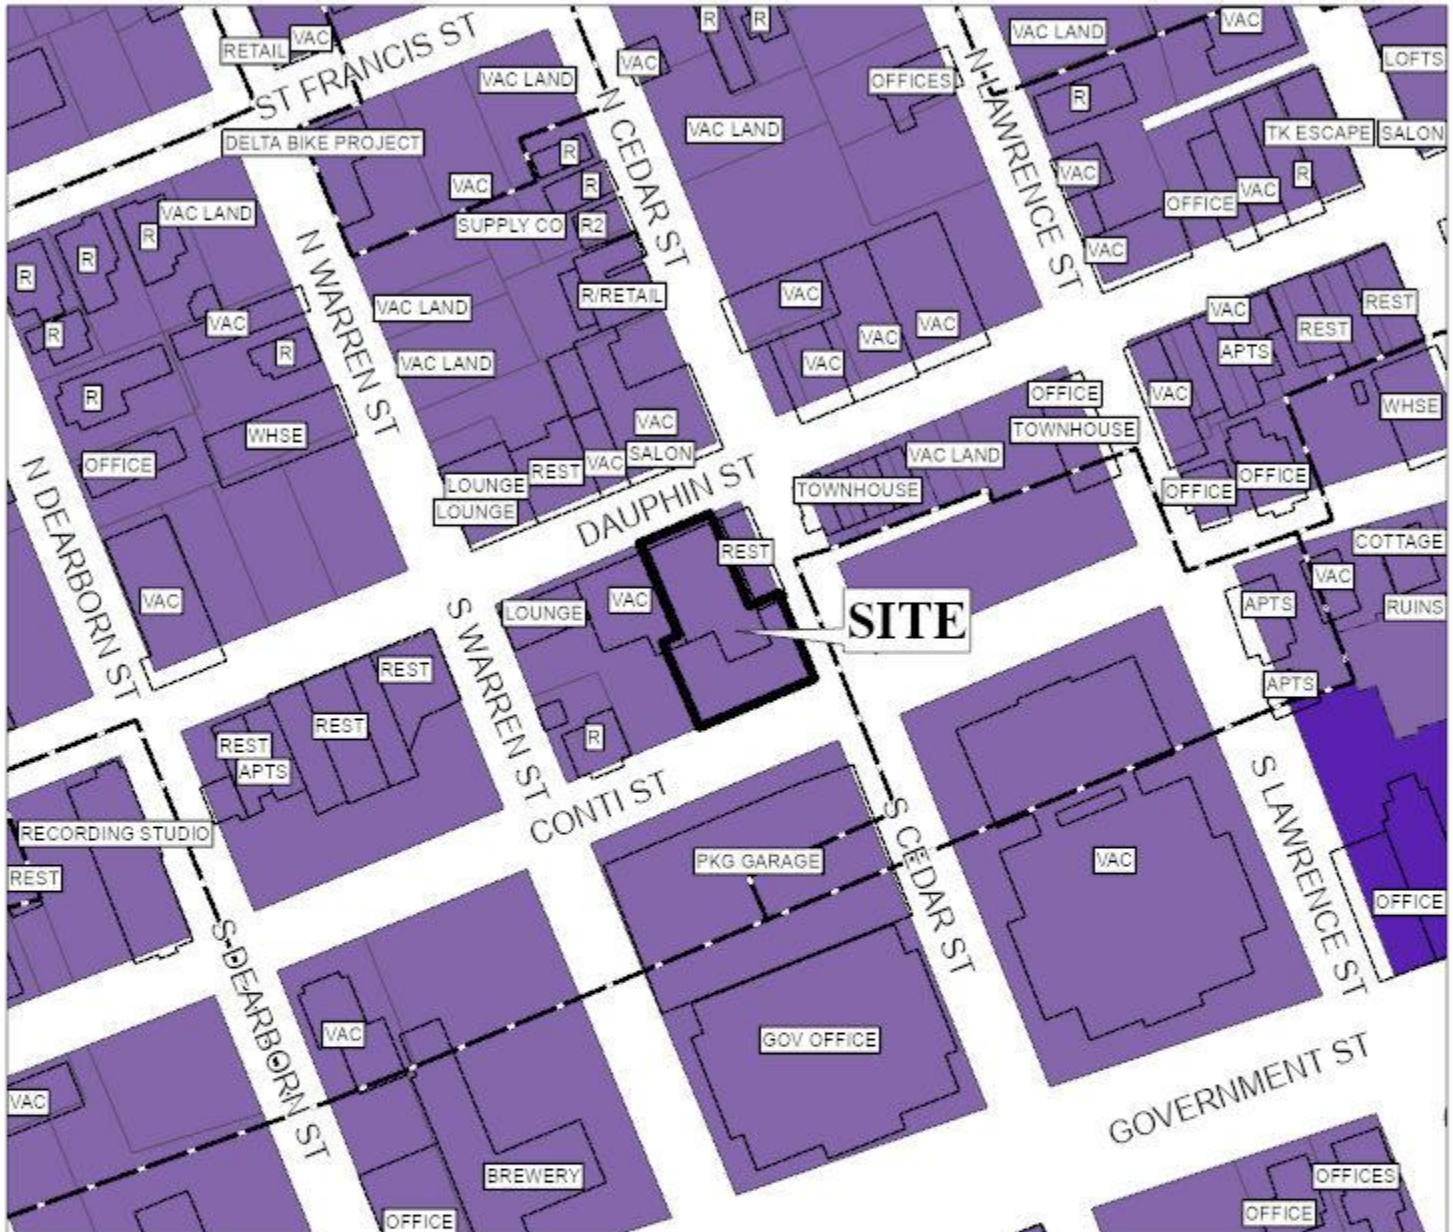 R
R
VAC
VAC LAND
VAC
RETAIL
ST FRANCIS ST
VAC
VAC LAND
OFFICES
N LAWRENCE ST
LOFTS
R
N CEDAR ST
VAC LAND
TK ESCAPE
SALON
DELTA BIKE PROJECT
R
VAC
R
VAC
R
VAC
OFFICE
VAC LAND
SUPPLY CO
R2
R
R
VAC
R
N WARREN ST
R/RETAIL
VAC
VAC LAND
VAC
REST
VAC
VAC
R
VAC
VAC
REST
R
APTS
VAC LAND
VAC
OFFICE
VAC
R
WHSE
VAC
TOWNHOUSE
WHSE
SALON
VAC LAND
OFFICE
VAC
REST
OFFICE
N DEARBORN ST
LOUNGE
TOWNHOUSE
OFFICE
DAUPHIN ST
LOUNGE
COTTAGE
REST
VAC
VAC
VAC
APTS
RUINS
LOUNGE
SITE
S WARREN ST
REST
APTS
REST
R
REST
APTS
CONTI ST
S LAWRENCE ST
RECORDING STUDIO
S CEDAR ST
PKG GARAGE
VAC
REST
OFFICE
S DEARBORN ST
VAC
GOV OFFICE
GOVERNMENT ST
VAC
BREWERY
OFFICES
OFFICE
OFFICE